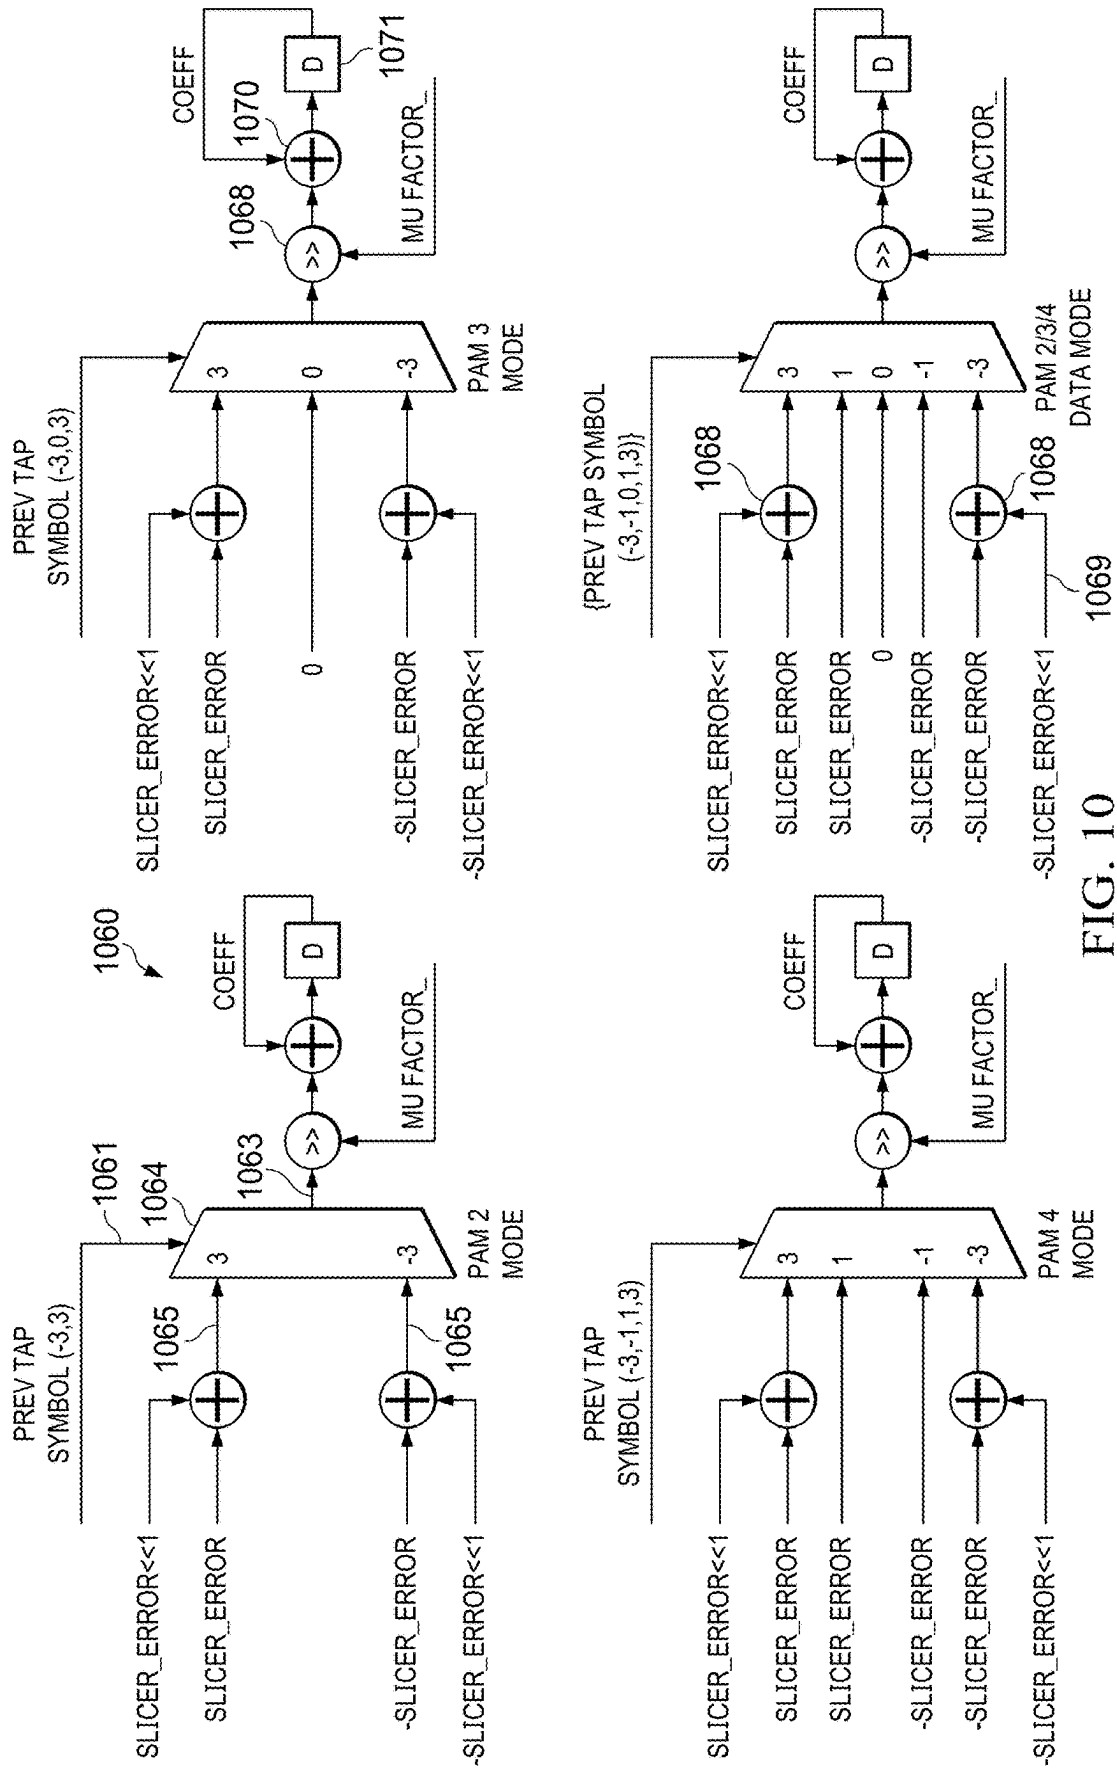 1060
PREV TAP
SYMBOL (-3,3)
1061
1064
SLICER_ERROR<<1
SLICER_ERROR
-SLICER_ERROR
-SLICER_ERROR<<1
1065
1065
3
-3
PAM 2
MODE
1063
>>
MU FACTOR_
COEFF
D
PREV TAP
SYMBOL (-3,0,3)
SLICER_ERROR<<1
SLICER_ERROR
0
-SLICER_ERROR
-SLICER_ERROR<<1
3
0
-3
PAM 3
MODE
1068
>>
MU FACTOR_
1070
COEFF
D
1071
PREV TAP
SYMBOL (-3,-1,1,3)
SLICER_ERROR<<1
SLICER_ERROR
SLICER_ERROR
-SLICER_ERROR
-SLICER_ERROR
-SLICER_ERROR<<1
3
1
-1
-3
PAM 4
MODE
>>
MU FACTOR_
COEFF
D
{PREV TAP SYMBOL
(-3,-1,0,1,3)}
SLICER_ERROR<<1
SLICER_ERROR
SLICER_ERROR
0
-SLICER_ERROR
-SLICER_ERROR
-SLICER_ERROR<<1
1068
1068
1069
3
1
0
-1
-3
PAM 2/3/4
DATA MODE
>>
MU FACTOR_
COEFF
D
FIG. 10